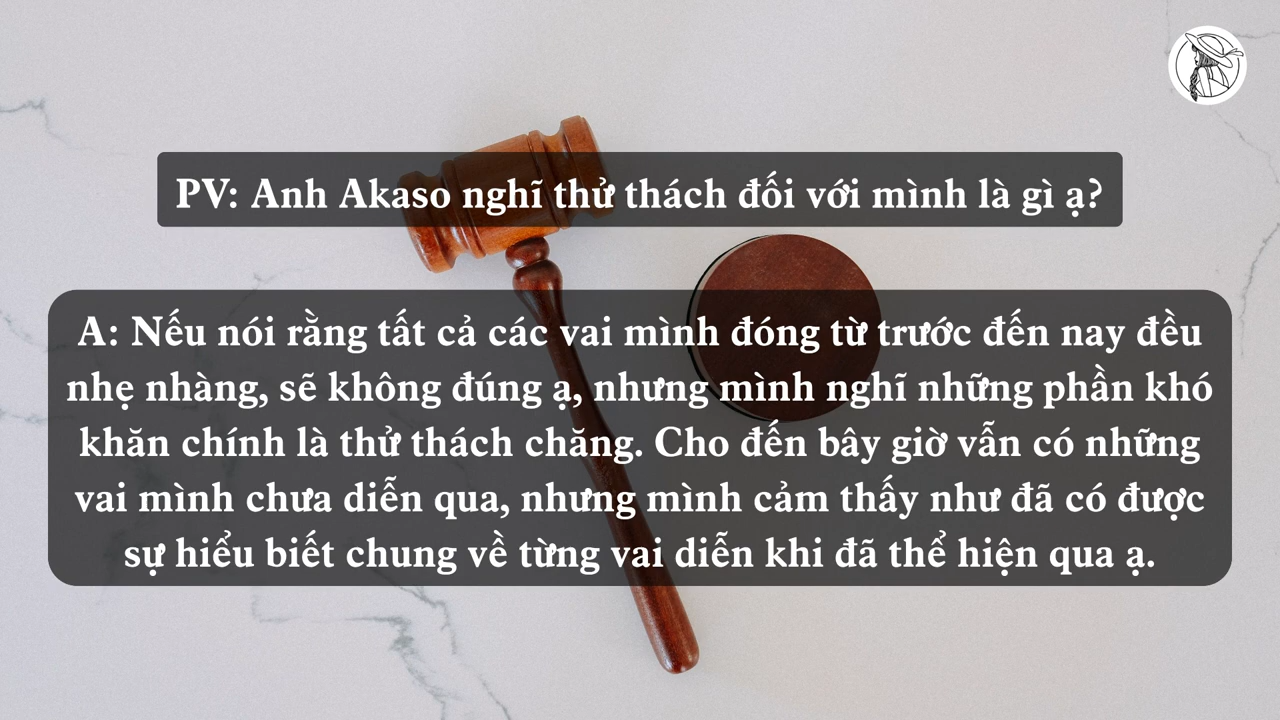 PV: Anh Akaso nghĩ thử thách đối với mình là gì ạ?
A: Nếu nói rằng tất cả các vai mình đóng từ trước đến nay đều
nhẹ nhàng, sẽ không đúng ạ, nhưng mình nghĩ những phần khó
khăn chính là thử thách chăng. Cho đến bây giờ vẫn có những
vai mình chưa diễn qua, nhưng mình cảm thấy như đã có được
sự hiểu biết chung về từng vai diễn khi đã thể hiện qua ạ.